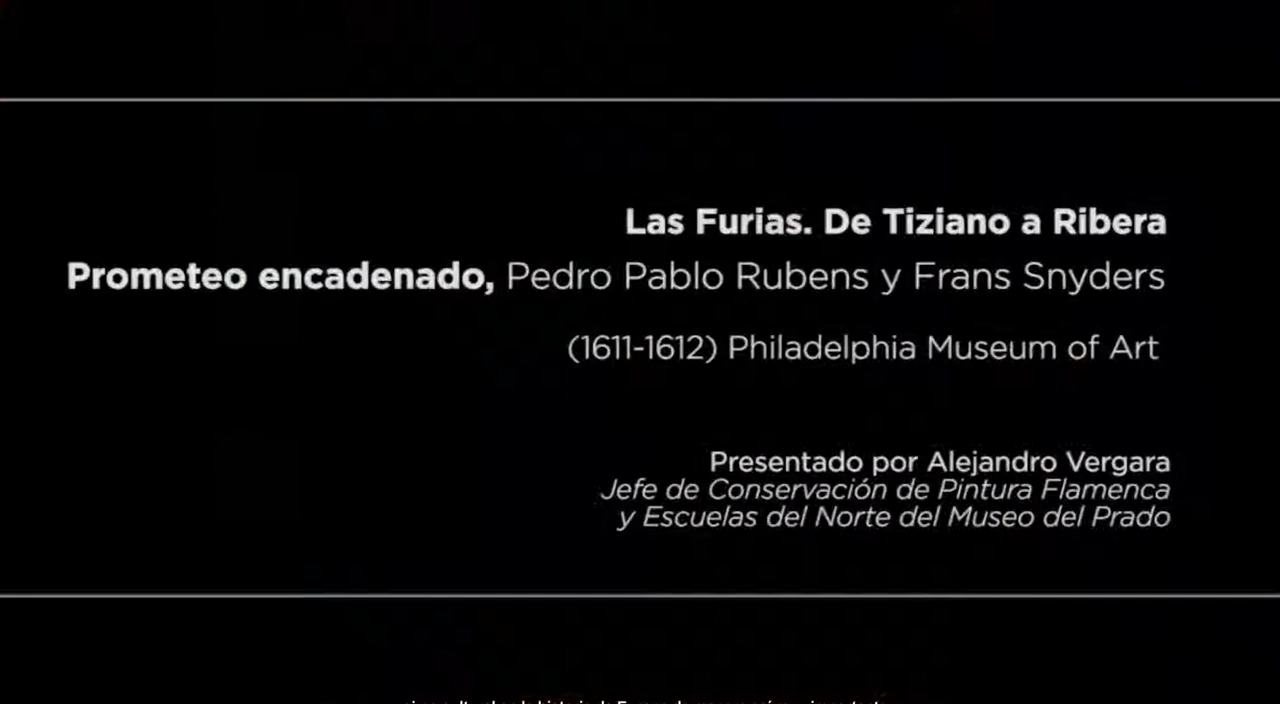 Las Furias. De Tiziano a Ribera
Prometeo encadenado, Pedro Pablo Rubens y Frans Snyders
(1611-1612) Philadelphia Museum of Art
Presentado por Alejandro Vergara
Jefe de Conservación de Pintura Flamenca
y Escuelas del Norte del Museo del Prado